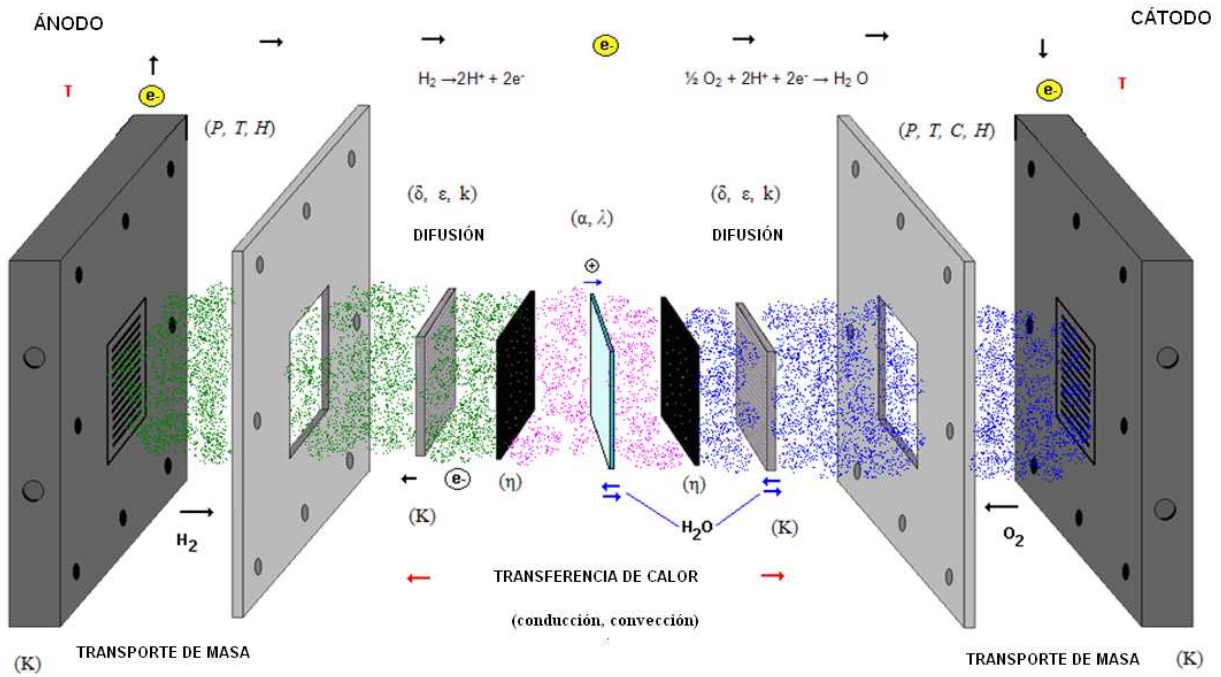 ÁNODO
CÁTODO
e-
H₂ →2H⁺ + 2e⁻
½ O₂ + 2H⁺ + 2e⁻ → H₂ O
T
e-
e-
T
(P, T, H)
(P, T, C, H)
(δ, ε, k)
(α, λ)
(δ, ε, k)
DIFUSIÓN
DIFUSIÓN
+
e-
(η)
(η)
(K)
H₂O
(K)
H₂
O₂
TRANSFERENCIA DE CALOR
(conducción, convección)
TRANSPORTE DE MASA
TRANSPORTE DE MASA
(K)
(K)